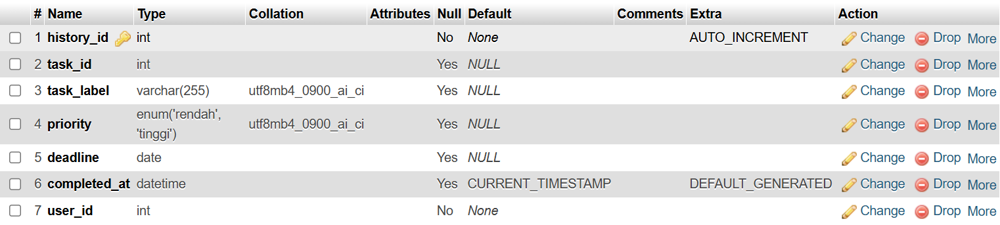 # Name Type Collation Attributes Null Default Comments Extra Action
1 history_id int No None AUTO_INCREMENT Change Drop More
2 task_id int Yes NULL Change Drop More
3 task_label varchar(255) utf8mb4_0900_ai_ci Yes NULL Change Drop More
4 priority enum('rendah', 'tinggi') utf8mb4_0900_ai_ci Yes NULL Change Drop More
5 deadline date Yes NULL Change Drop More
6 completed_at datetime Yes CURRENT_TIMESTAMP DEFAULT_GENERATED Change Drop More
7 user_id int No None Change Drop More